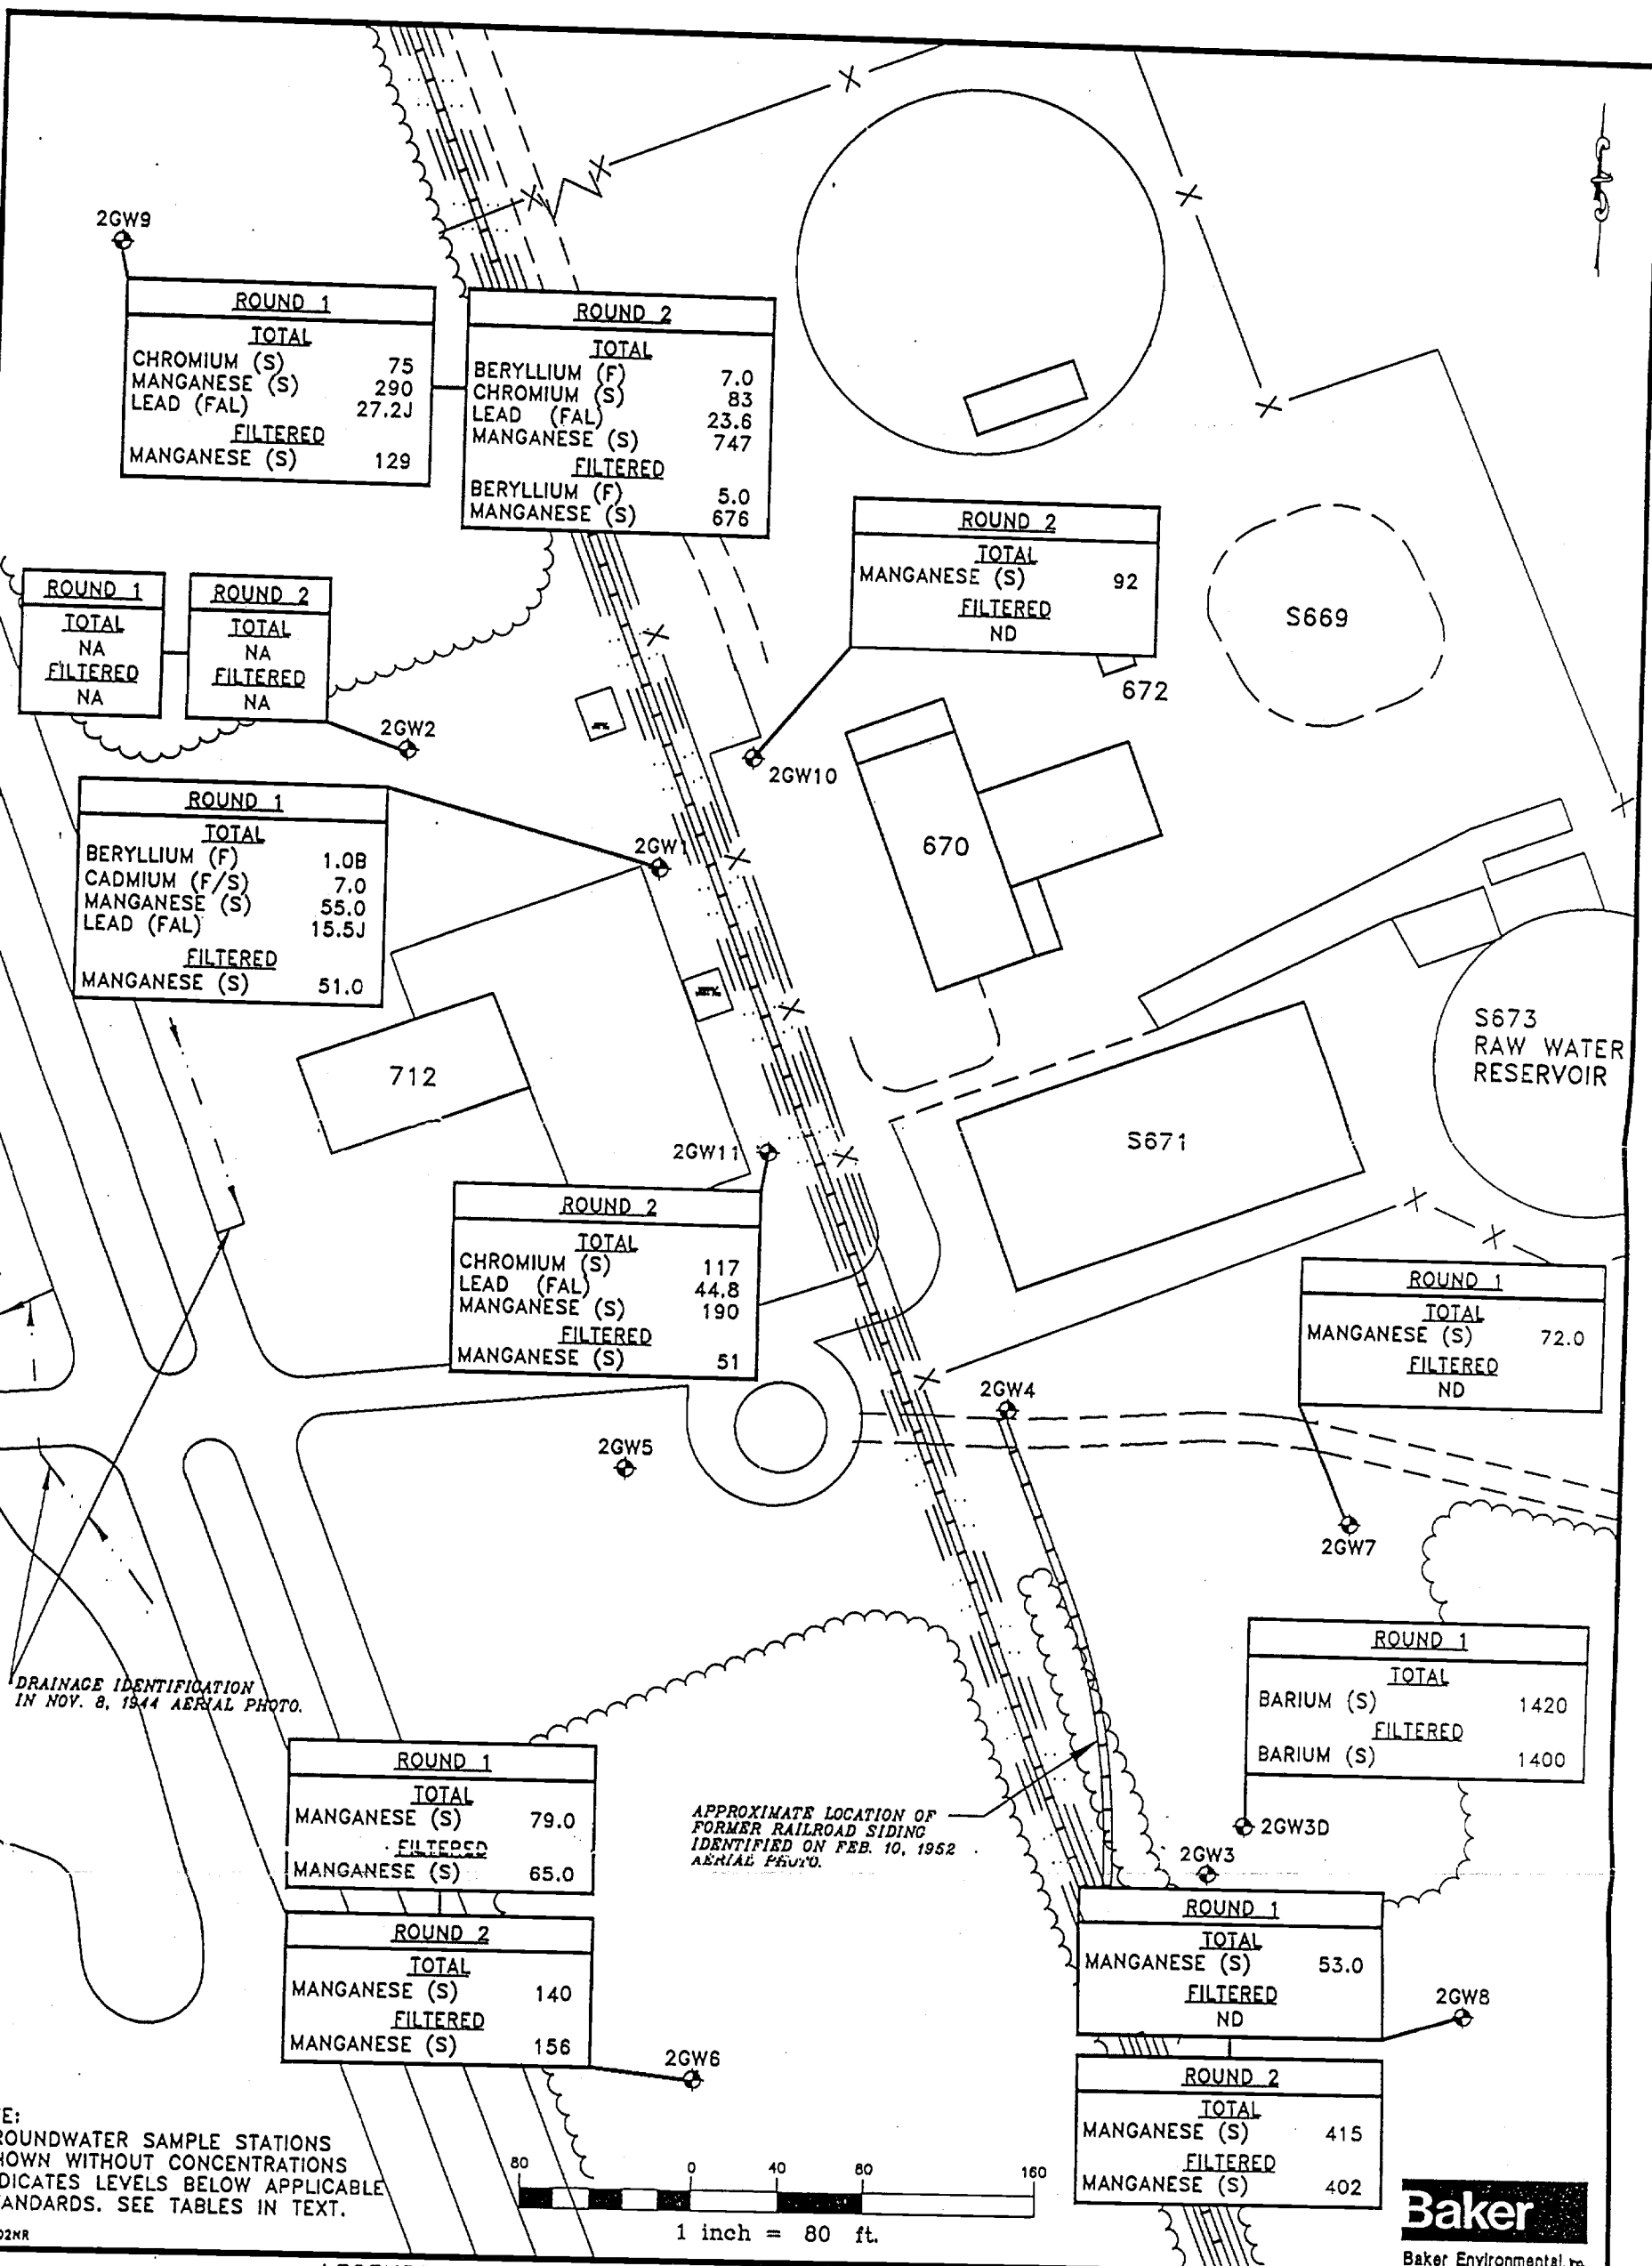 2GW9
ROUND 1
TOTAL
CHROMIUM (S) 75
MANGANESE (S) 290
LEAD (FAL) 27.2J
FILTERED
MANGANESE (S) 129
ROUND 2
TOTAL
BERYLLIUM (F) 7.0
CHROMIUM (S) 83
LEAD (FAL) 23.6
MANGANESE (S) 747
FILTERED
BERYLLIUM (F) 5.0
MANGANESE (S) 676
ROUND 2
TOTAL
MANGANESE (S) 92
FILTERED
ND
S669
672
ROUND 1
TOTAL
NA
FILTERED
NA
ROUND 2
TOTAL
NA
FILTERED
NA
2GW2
2GW10
ROUND 1
TOTAL
BERYLLIUM (F) 1.0B
CADMIUM (F/S) 7.0
MANGANESE (S) 55.0
LEAD (FAL) 15.5J
FILTERED
MANGANESE (S) 51.0
2GW1
670
S673
RAW WATER
RESERVOIR
712
2GW11
S671
ROUND 2
TOTAL
CHROMIUM (S) 117
LEAD (FAL) 44.8
MANGANESE (S) 190
FILTERED
MANGANESE (S) 51
ROUND 1
TOTAL
MANGANESE (S) 72.0
FILTERED
ND
2GW4
2GW5
2GW7
DRAINAGE IDENTIFICATION
IN NOV. 8, 1944 AERIAL PHOTO.
ROUND 1
TOTAL
BARIUM (S) 1420
FILTERED
BARIUM (S) 1400
ROUND 1
TOTAL
MANGANESE (S) 79.0
FILTERED
MANGANESE (S) 65.0
APPROXIMATE LOCATION OF
FORMER RAILROAD SIDING
IDENTIFIED ON FEB. 10, 1952
AERIAL PHOTO.
2GW3D
2GW3
ROUND 1
TOTAL
MANGANESE (S) 53.0
FILTERED
ND
ROUND 2
TOTAL
MANGANESE (S) 140
FILTERED
MANGANESE (S) 156
2GW8
2GW6
ROUND 2
TOTAL
MANGANESE (S) 415
FILTERED
MANGANESE (S) 402
E:
ROUNDWATER SAMPLE STATIONS
HOWN WITHOUT CONCENTRATIONS
DICATES LEVELS BELOW APPLICABLE
ANDARDS. SEE TABLES IN TEXT.
02NR
80 0 40 80 160
1 inch = 80 ft.
Baker
Baker Environmental,